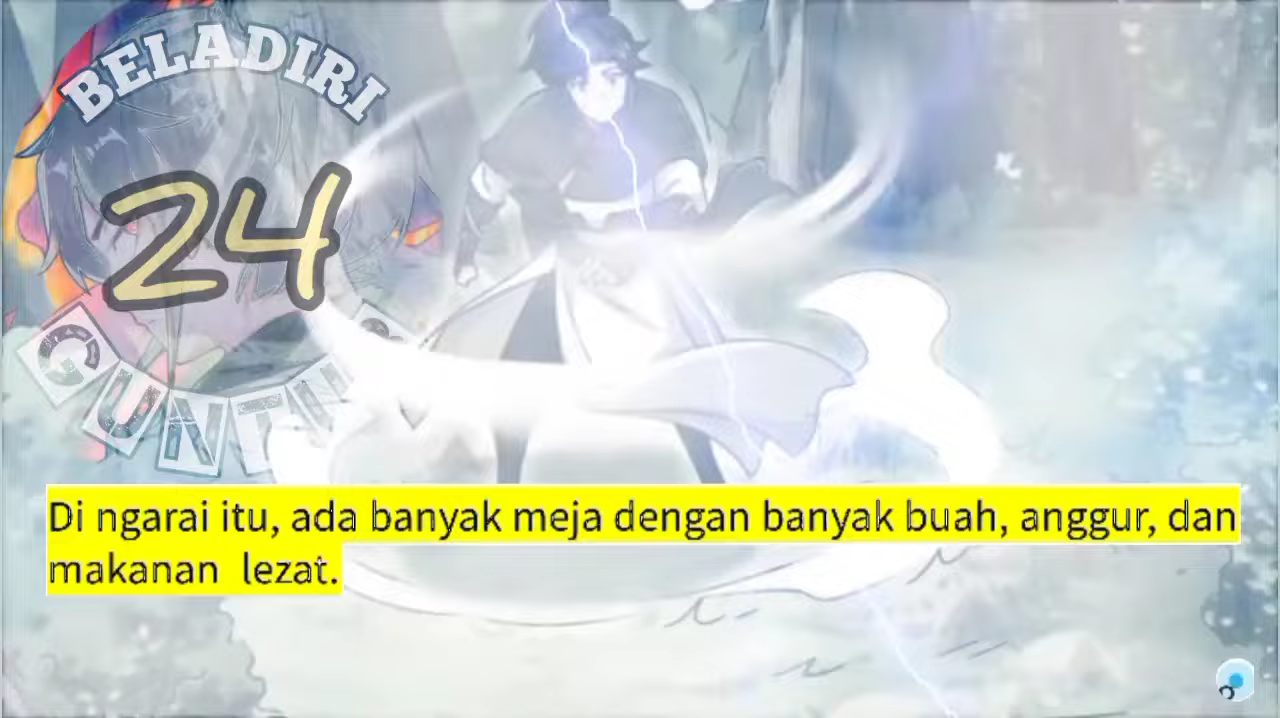 BELADIRI
24
Di ngarai itu, ada banyak meja dengan banyak buah, anggur, dan
makanan lezat.